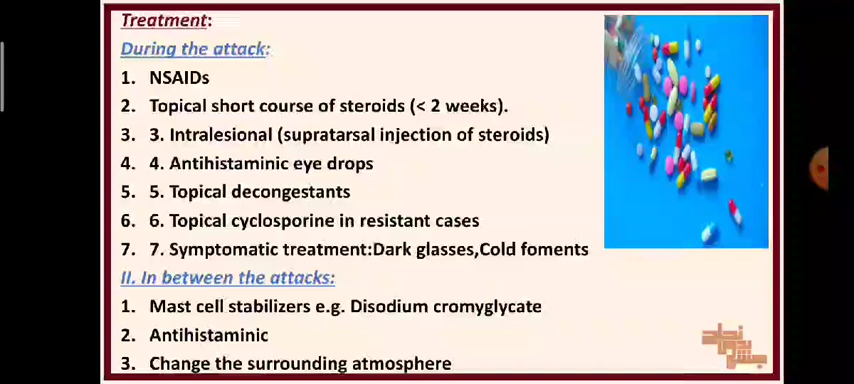 Treatment:
During the attack:
1. NSAIDs
2. Topical short course of steroids (< 2 weeks).
3. 3. Intralesional (supratarsal injection of steroids)
4. 4. Antihistaminic eye drops
5. 5. Topical decongestants
6. 6. Topical cyclosporine in resistant cases
7. 7. Symptomatic treatment:Dark glasses,Cold foments
II. In between the attacks:
1. Mast cell stabilizers e.g. Disodium cromyglycate
2. Antihistaminic
3. Change the surrounding atmosphere